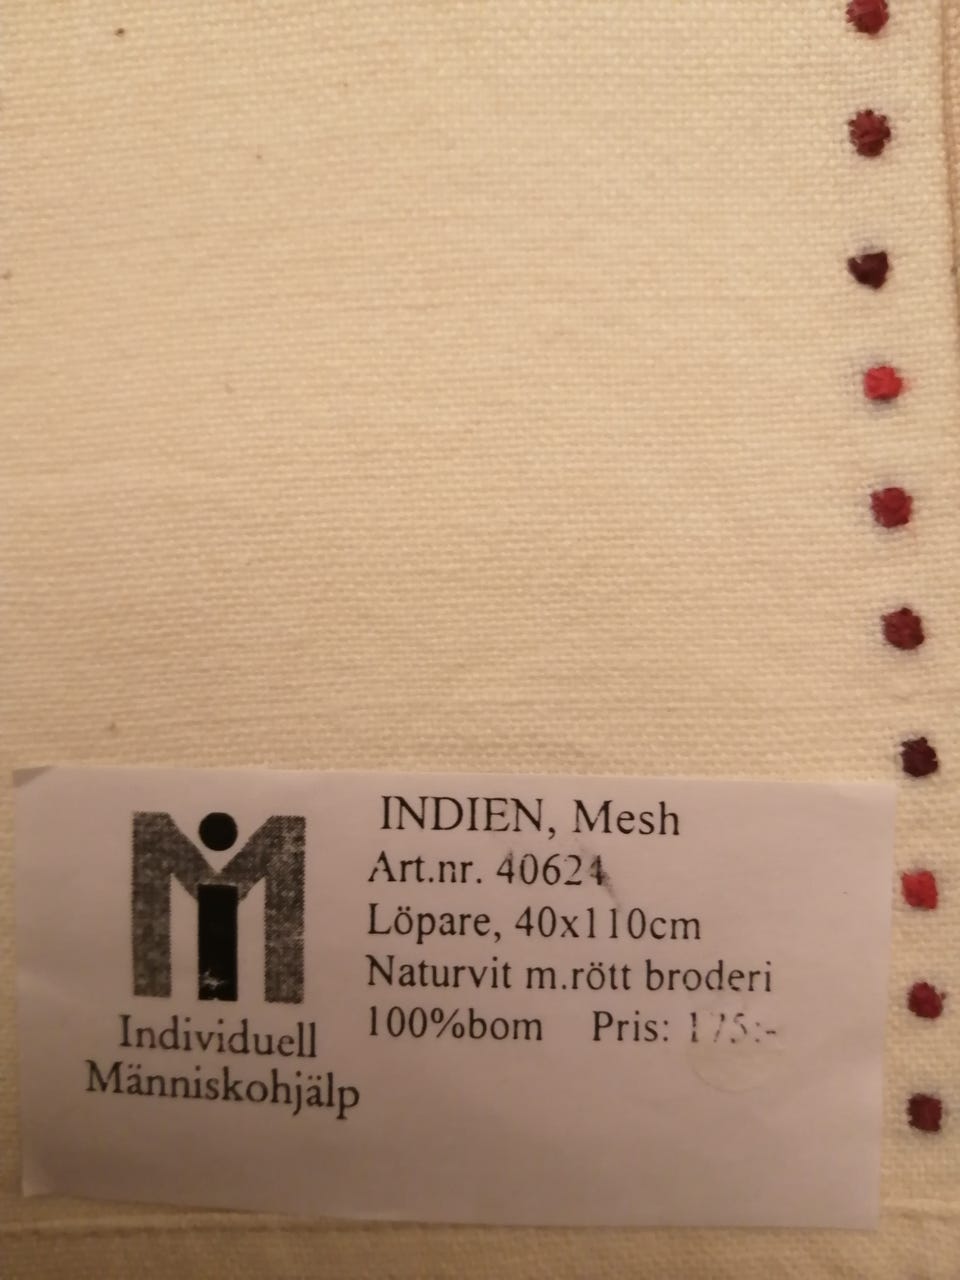 INDIEN, Mesh
Art.nr. 40624
Löpare, 40x110cm
Naturvit m.rött broderi
100%bom Pris: 175:-
Individuell
Människohjälp